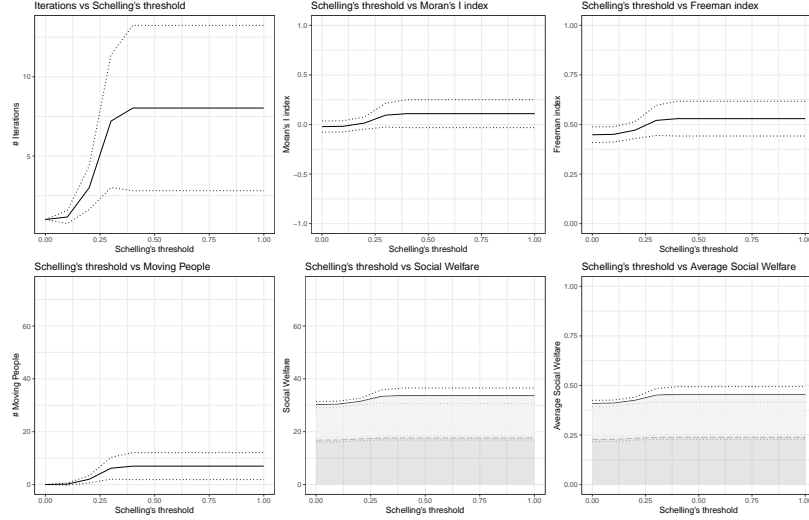 Iterations vs Schelling's threshold
# Iterations
10
5
0.00 0.25 0.50 0.75 1.00
Schelling's threshold
Schelling's threshold vs Moran's I index
Moran's I index
1.0
0.5
0.0
−0.5
−1.0
0.00 0.25 0.50 0.75 1.00
Schelling's threshold
Schelling's threshold vs Freeman index
Freeman index
1.00
0.75
0.50
0.25
0.00
0.00 0.25 0.50 0.75 1.00
Schelling's threshold
Schelling's threshold vs Moving People
# Moving People
60
40
20
0
0.00 0.25 0.50 0.75 1.00
Schelling's threshold
Schelling's threshold vs Social Welfare
Social Welfare
60
40
20
0
0.00 0.25 0.50 0.75 1.00
Schelling's threshold
Schelling's threshold vs Average Social Welfare
Average Social Welfare
1.00
0.75
0.50
0.25
0.00
0.00 0.25 0.50 0.75 1.00
Schelling's threshold